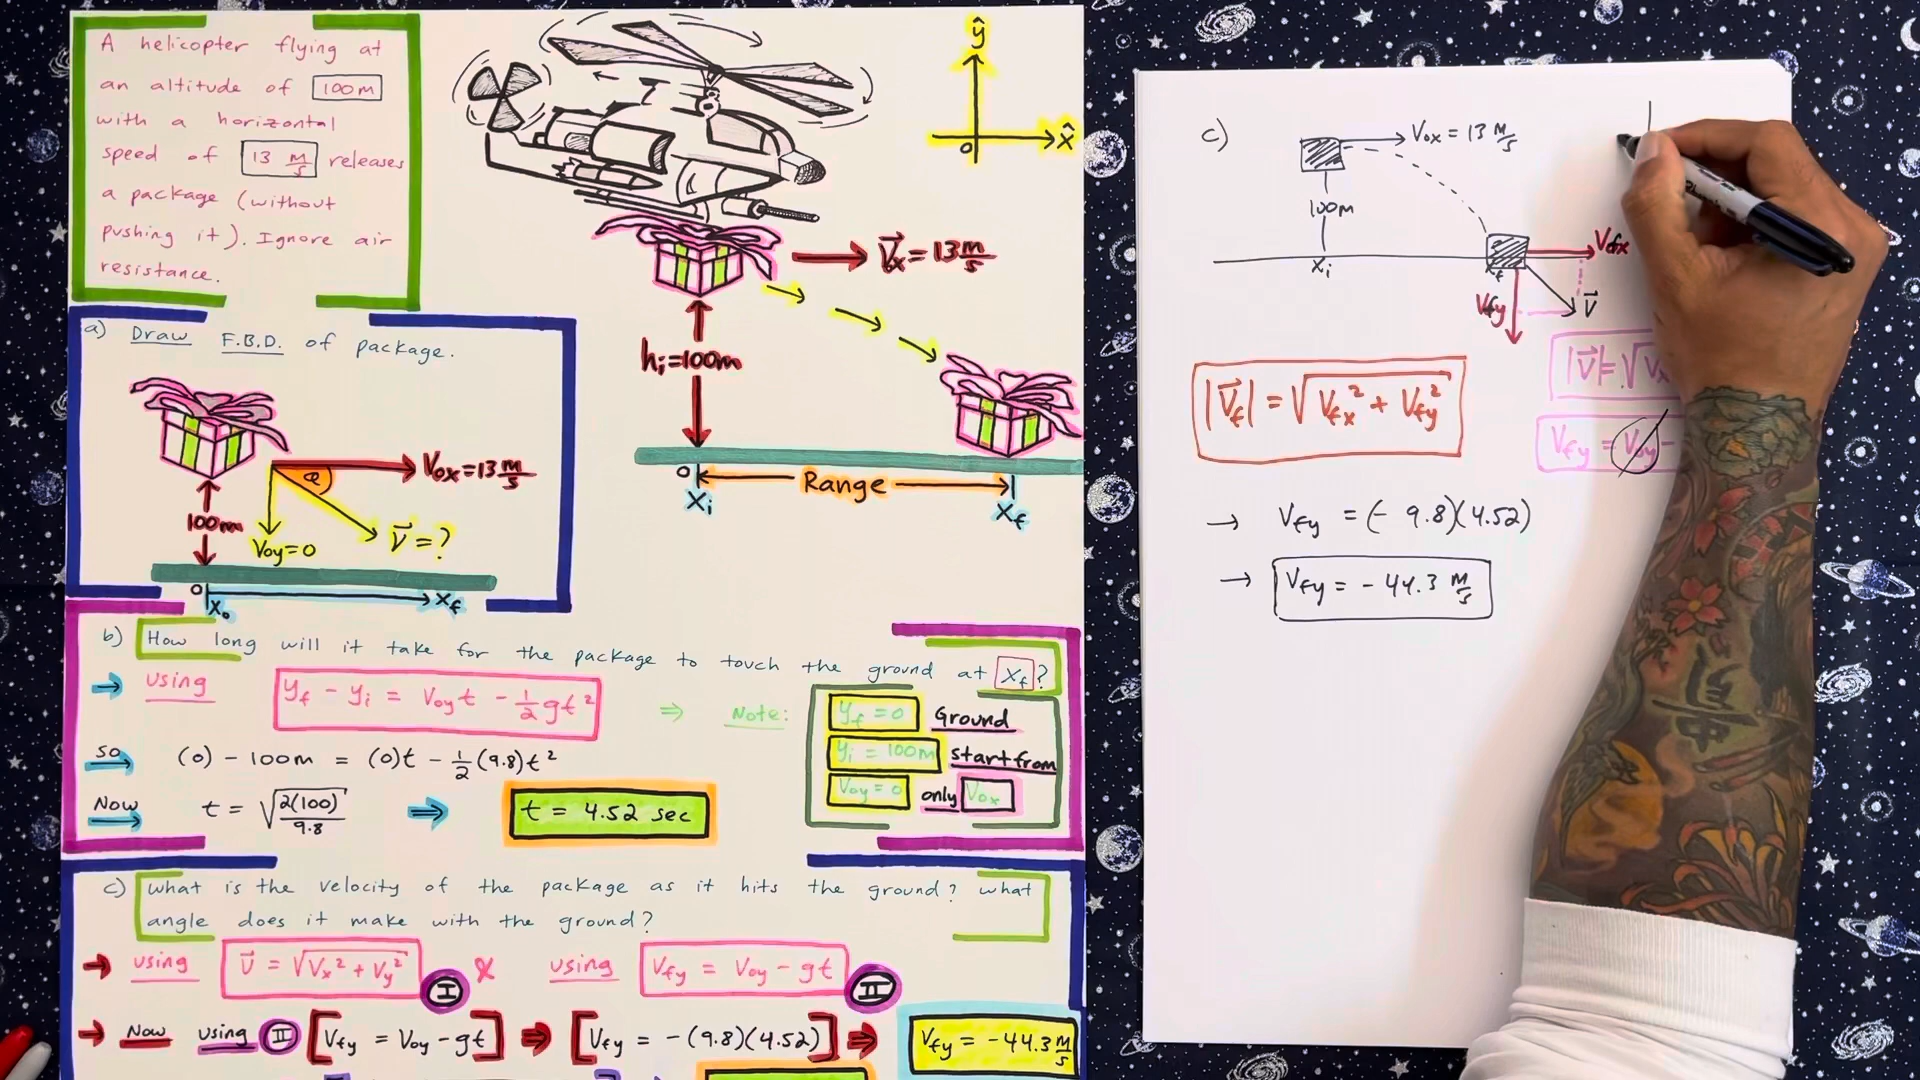 A helicopter flying at
an altitude of 100m
with a horizontal
speed of 13 m/s releases
a package (without
pushing it). Ignore air
resistance.
ŷ
x̂
0
V⃗x = 13 m/s
hi = 100m
0
Range
Xi
Xf
a) Draw F.B.D. of package.
Vox = 13 m/s
100m
Voy = 0
V⃗ = ?
0
X₀
Xf
b) How long will it take for the package to touch the ground at Xf?
using yf - yi = Voyt - 1/2 gt² ⇒ Note:
yf = 0 Ground
yi = 100m start from
Voy = 0 only Vox
so (0) - 100m = (0)t - 1/2 (9.8)t²
Now t = √2(100)/9.8 ⇒ t = 4.52 sec
c) what is the velocity of the package as it hits the ground? what
angle does it make with the ground?
→ using V⃗ = √Vx² + Vy² I using Vfy = Voy - gt II
→ Now using II [Vfy = Voy - gt] ⇒ [Vfy = -(9.8)(4.52)] ⇒ Vfy = -44.3 m/s
c)
Vox = 13 m/s
100m
Xi
Xf
Vfx
Vfy
V⃗
|V⃗f| = √Vfx² + Vfy²
|V⃗| = √Vx
Vfy = Voy -
→ Vfy = (- 9.8)(4.52)
→ Vfy = - 44.3 m/s